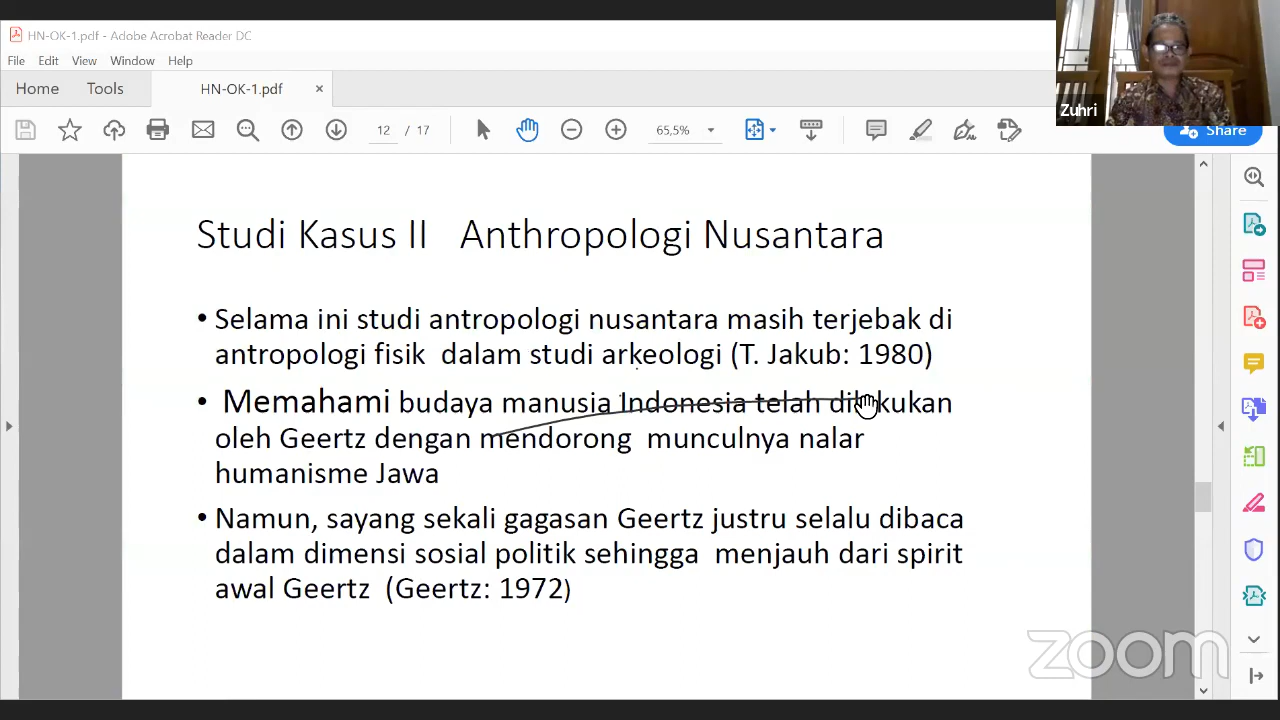 HN-OK-1.pdf - Adobe Acrobat Reader DC
File Edit View Window Help
Home Tools HN-OK-1.pdf ×
12 / 17 65,5% Share
Zuhri
Studi Kasus II Anthropologi Nusantara
• Selama ini studi antropologi nusantara masih terjebak di
antropologi fisik dalam studi arkeologi (T. Jakub: 1980)
• Memahami budaya manusia Indonesia telah dilakukan
oleh Geertz dengan mendorong munculnya nalar
humanisme Jawa
• Namun, sayang sekali gagasan Geertz justru selalu dibaca
dalam dimensi sosial politik sehingga menjauh dari spirit
awal Geertz (Geertz: 1972)
zoom